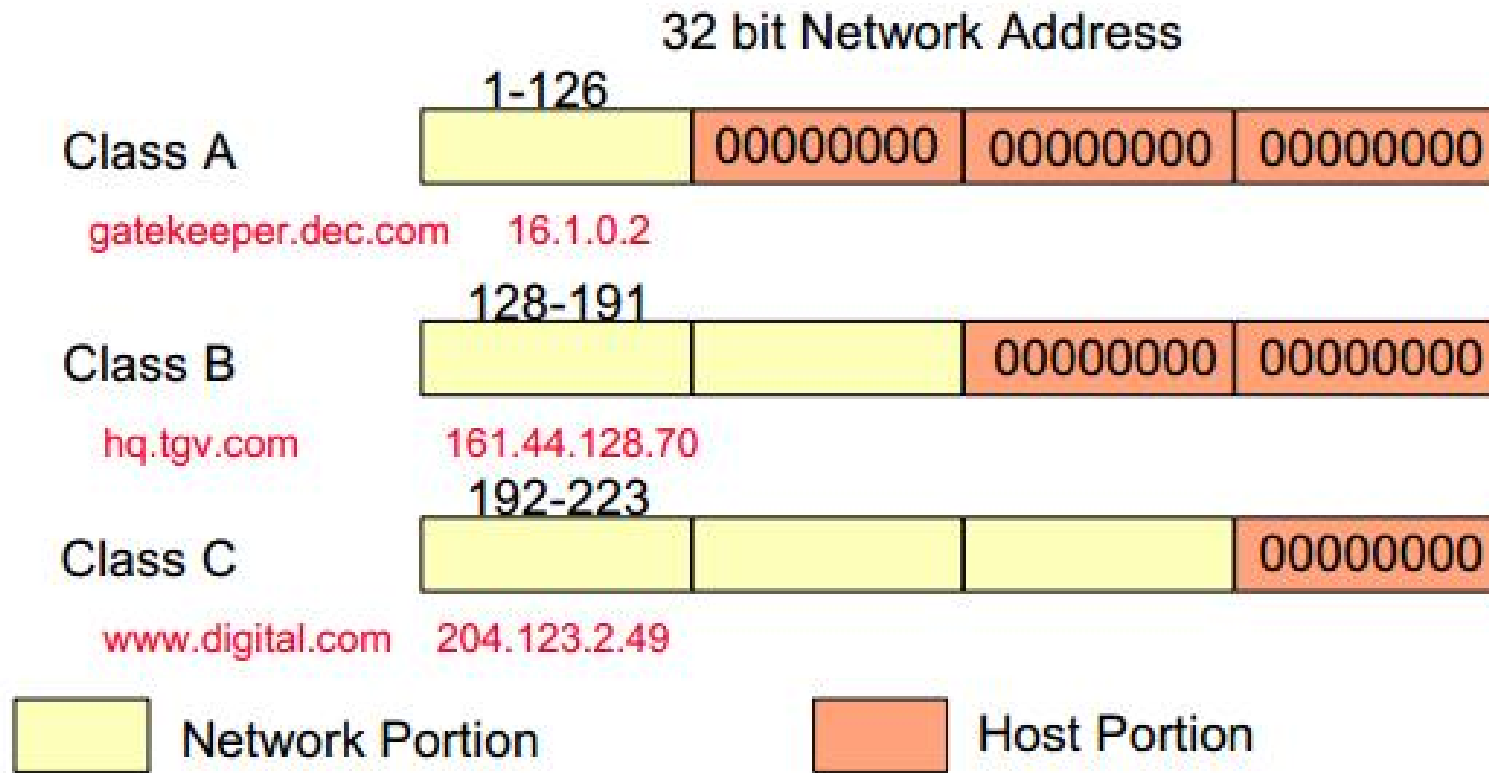 32 bit Network Address
1-126
Class A 00000000 00000000 00000000
gatekeeper.dec.com 16.1.0.2
128-191
Class B 00000000 00000000
hq.tgv.com 161.44.128.70
192-223
Class C 00000000
www.digital.com 204.123.2.49
Network Portion Host Portion